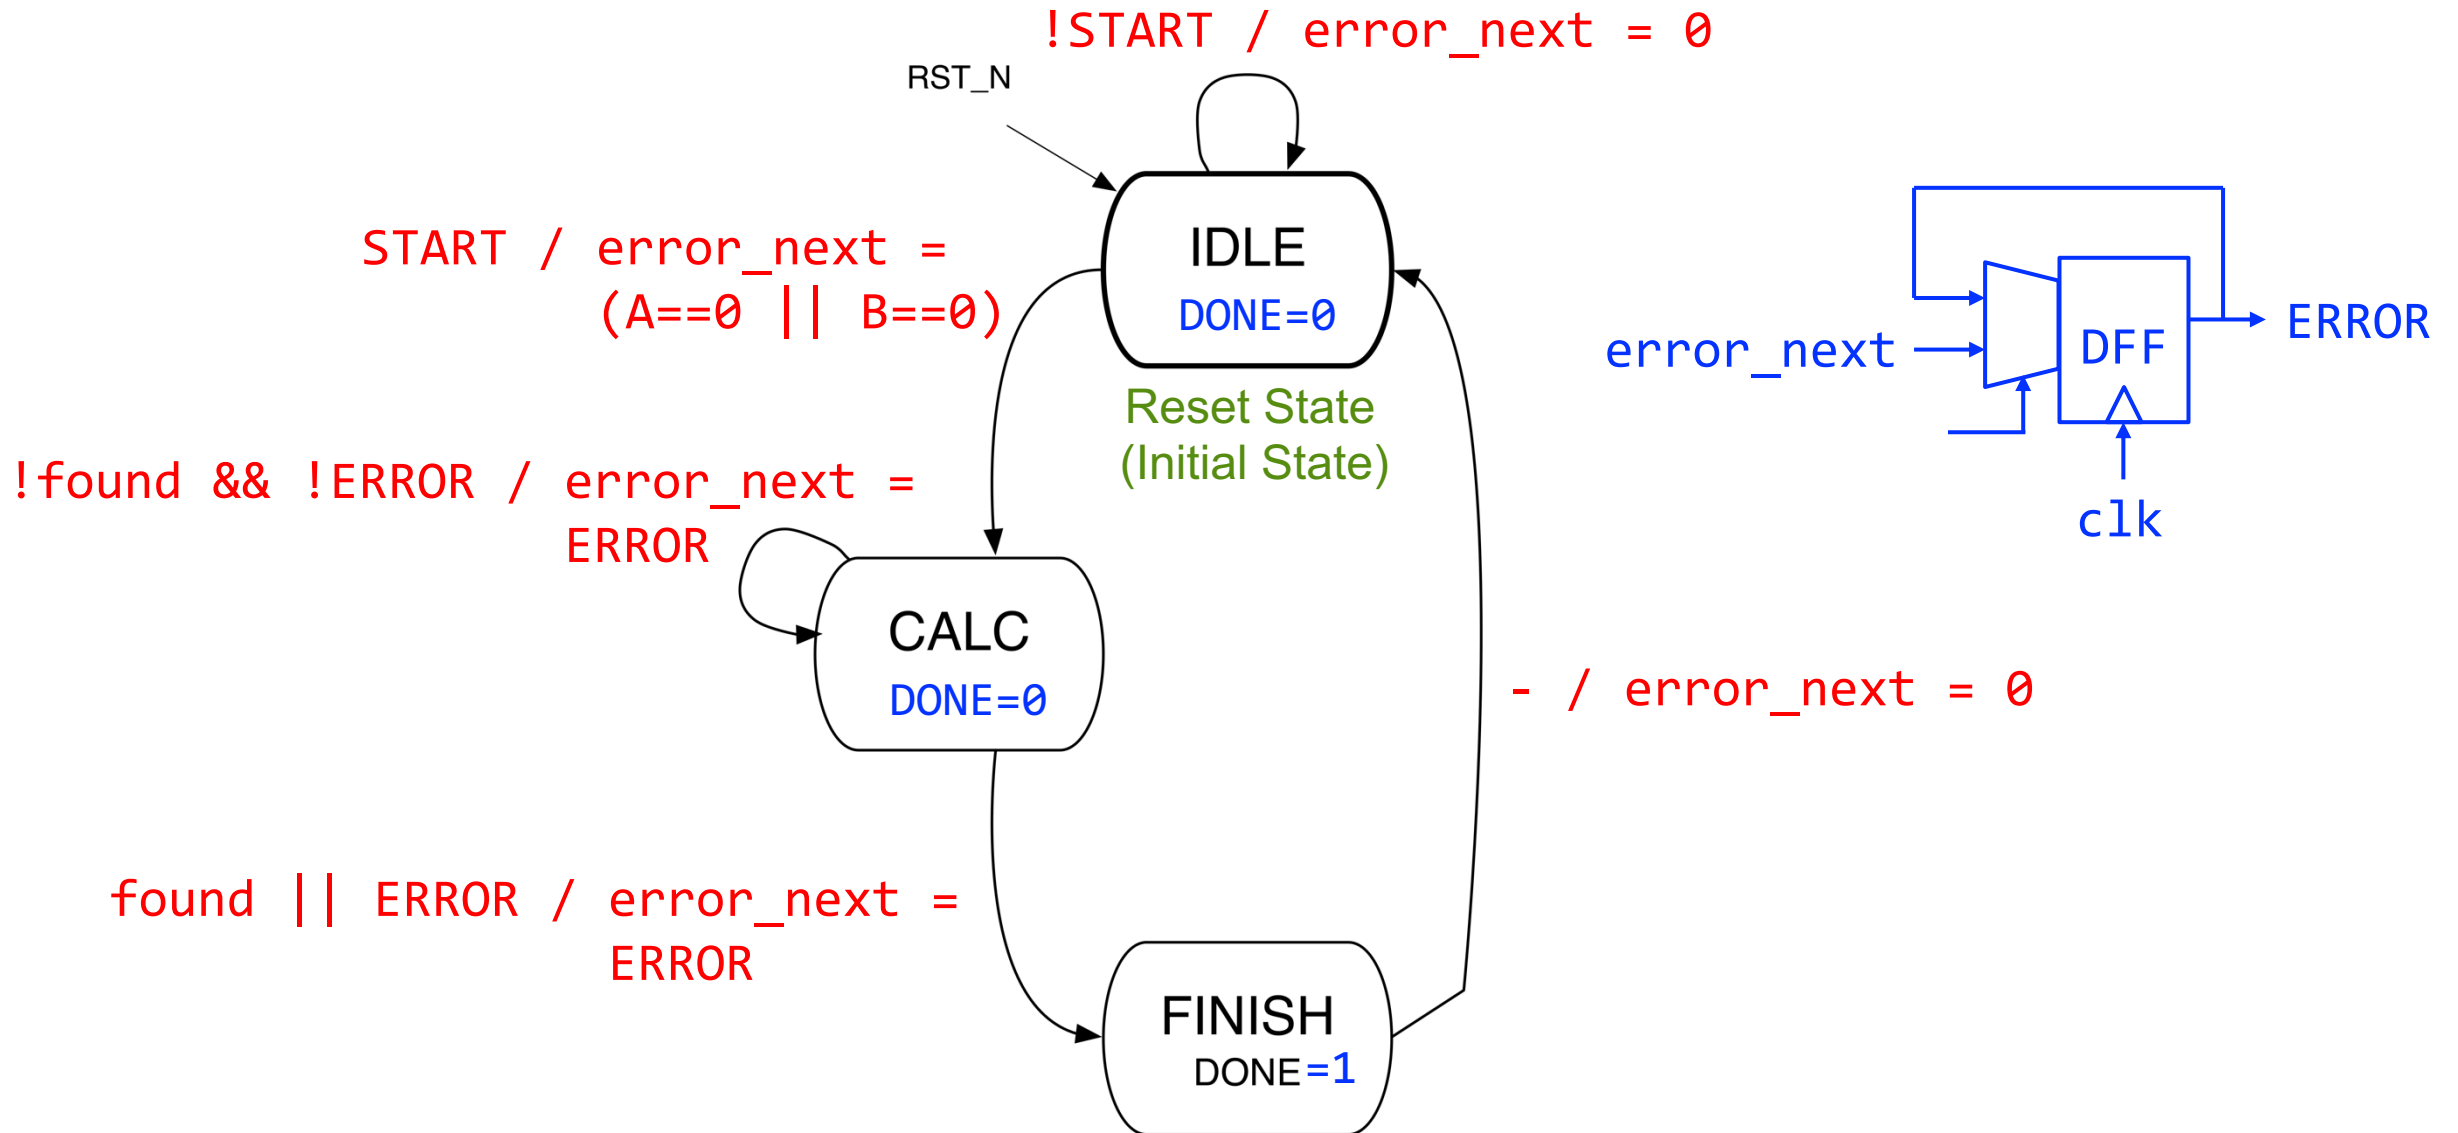 !START / error_next = 0
RST_N
START / error_next =
(A==0 || B==0)
IDLE
DONE=0
Reset State
(Initial State)
error_next
DFF
ERROR
clk
!found && !ERROR / error_next =
ERROR
CALC
DONE=0
- / error_next = 0
found || ERROR / error_next =
ERROR
FINISH
DONE=1